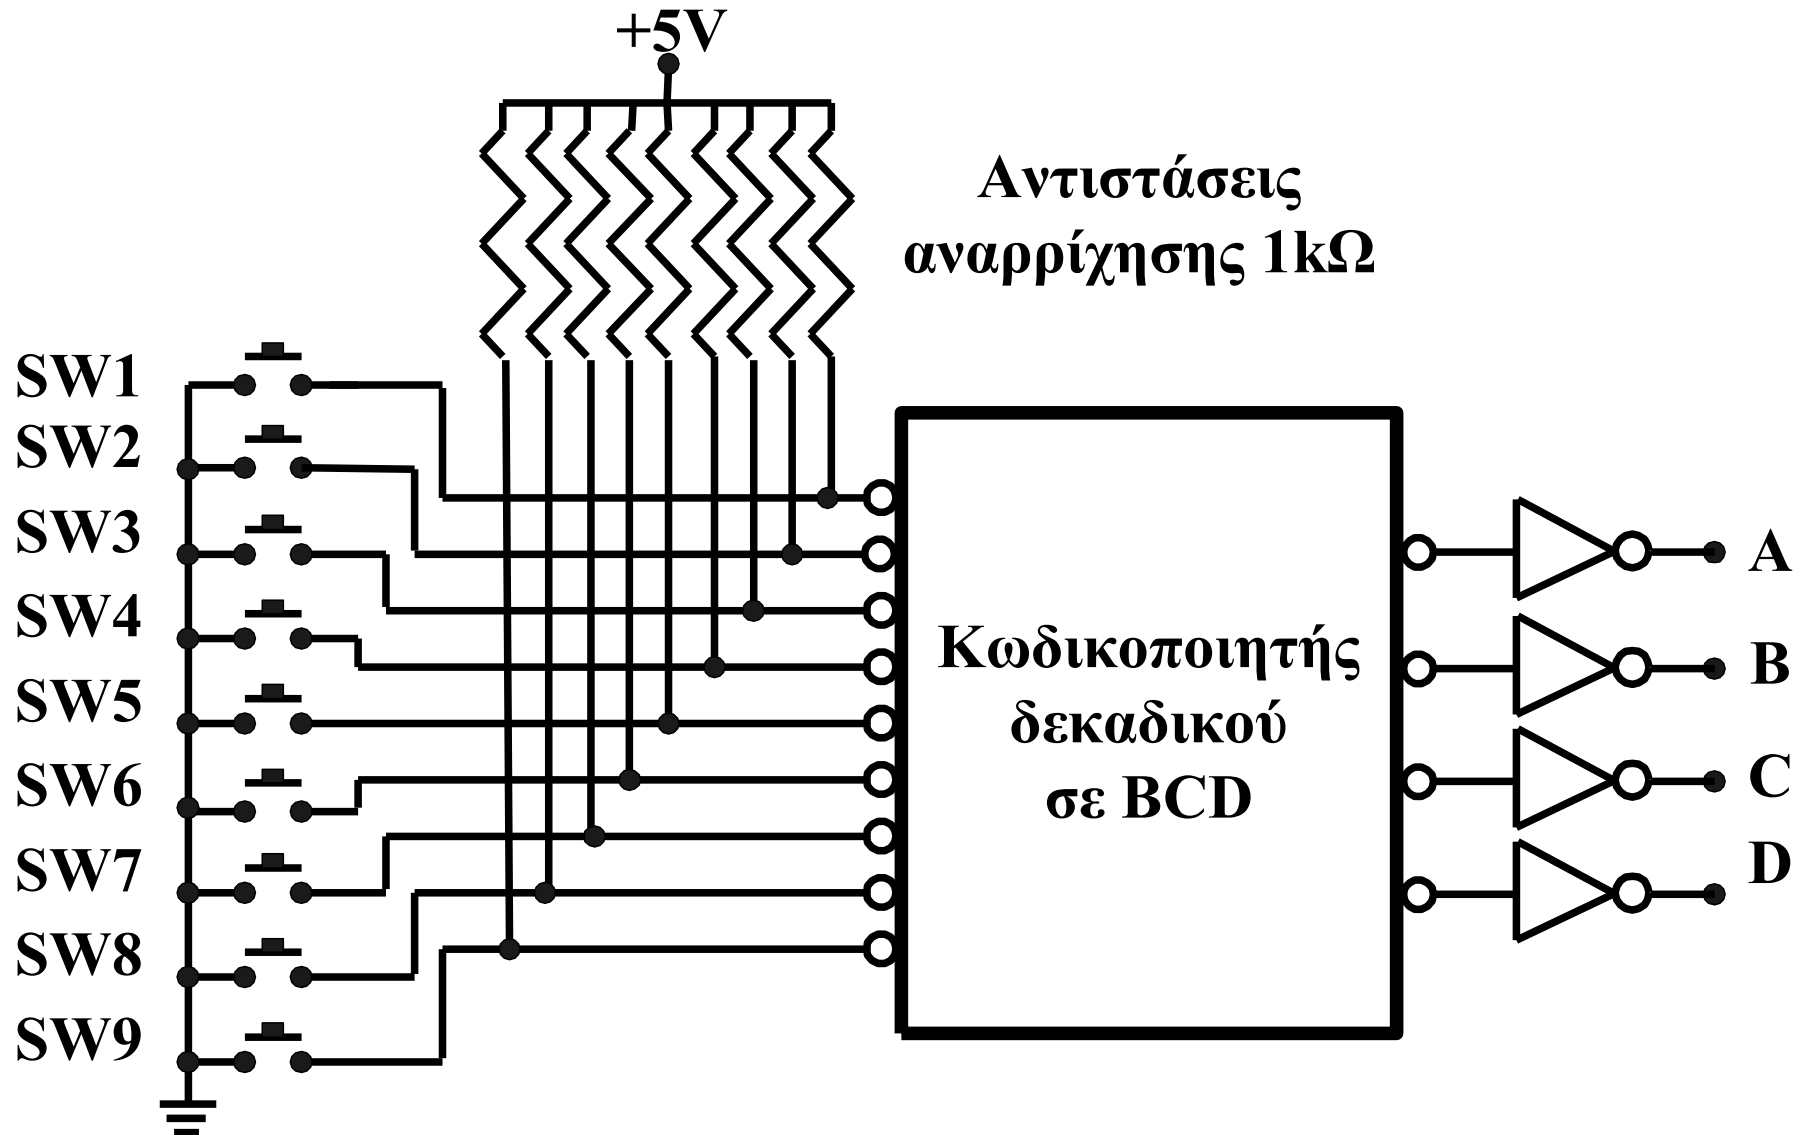 +5V
Αντιστάσεις
αναρρίχησης 1kΩ
SW1
SW2
SW3
SW4
SW5
SW6
SW7
SW8
SW9
Κωδικοποιητής
δεκαδικού
σε BCD
A
B
C
D